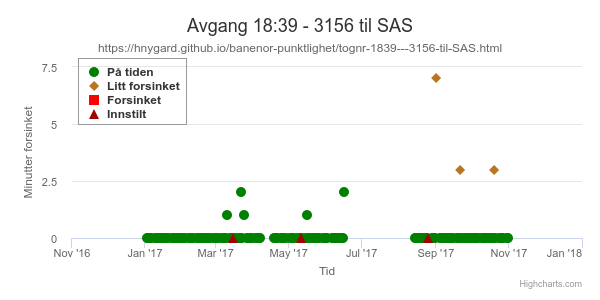 Avgang 18:39 - 3156 til SAS
https://hnygard.github.io/banenor-punktlighet/tognr-1839---3156-til-SAS.html
På tiden
Litt forsinket
Forsinket
Innstilt
Minutter forsinket
7.5
5
2.5
0
Nov '16
Jan '17
Mar '17
May '17
Jul '17
Sep '17
Nov '17
Jan '18
Tid
Highcharts.com